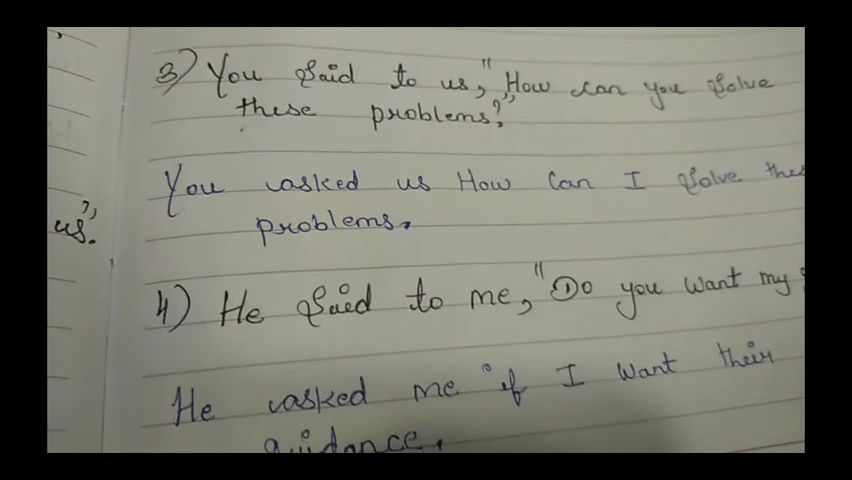 3) You said to us, "How can you solve
these problems?"
us".
You asked us How can I solve
problems.
4) He said to me, "Do you want my
He asked me if I want their
guidance.